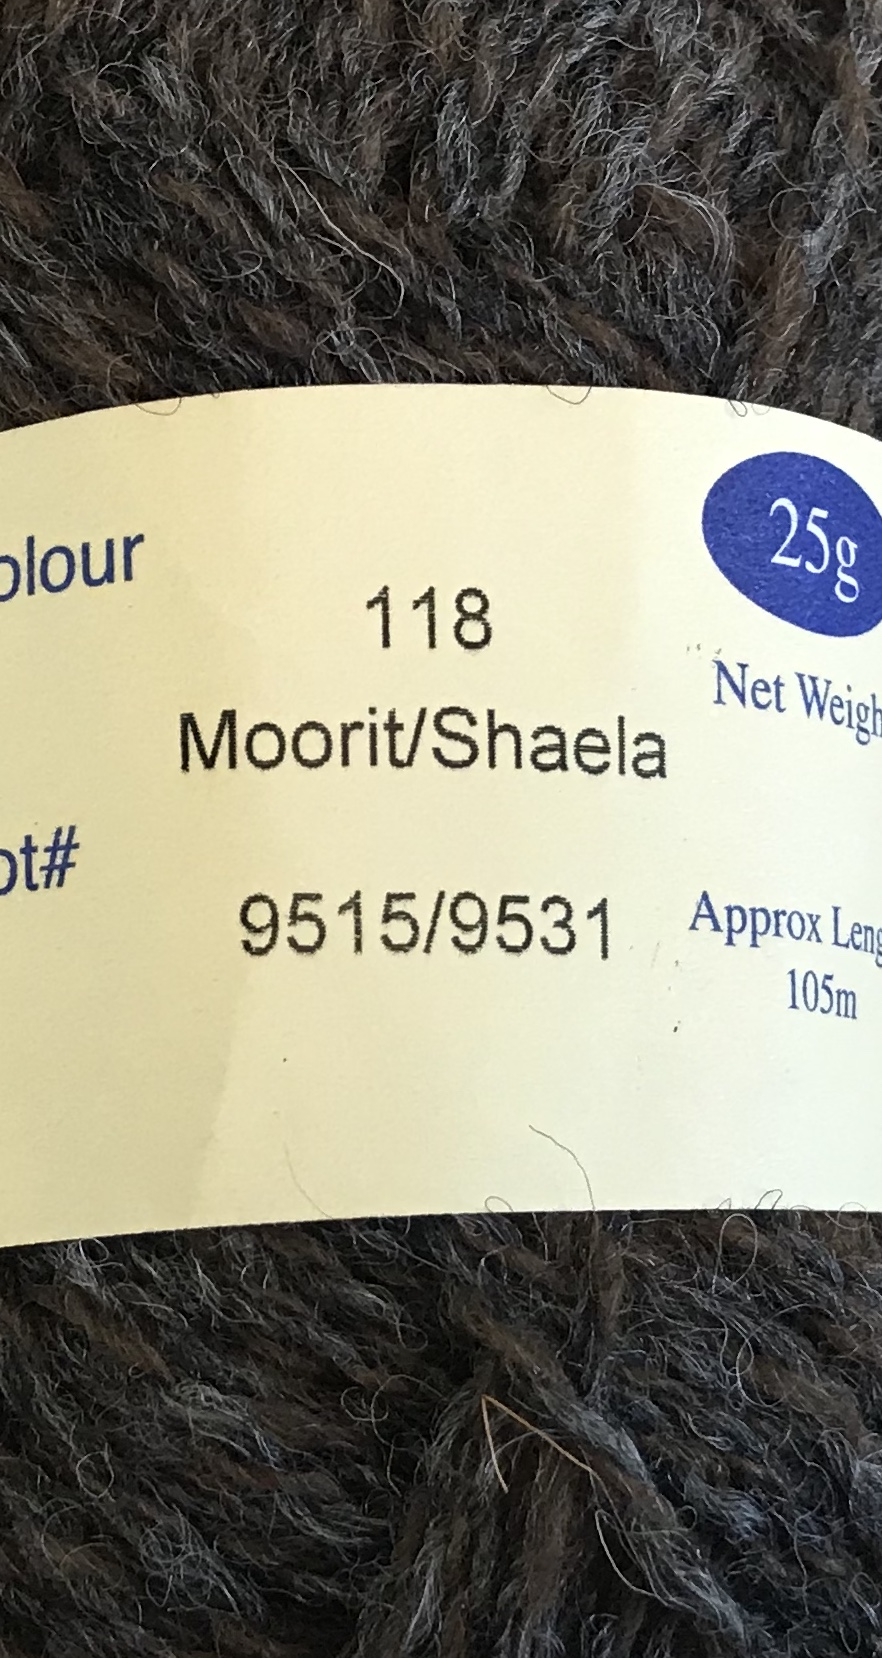 olour
118
Moorit/Shaela
ot#
9515/9531
25g
Net Weigh
Approx Leng
105m